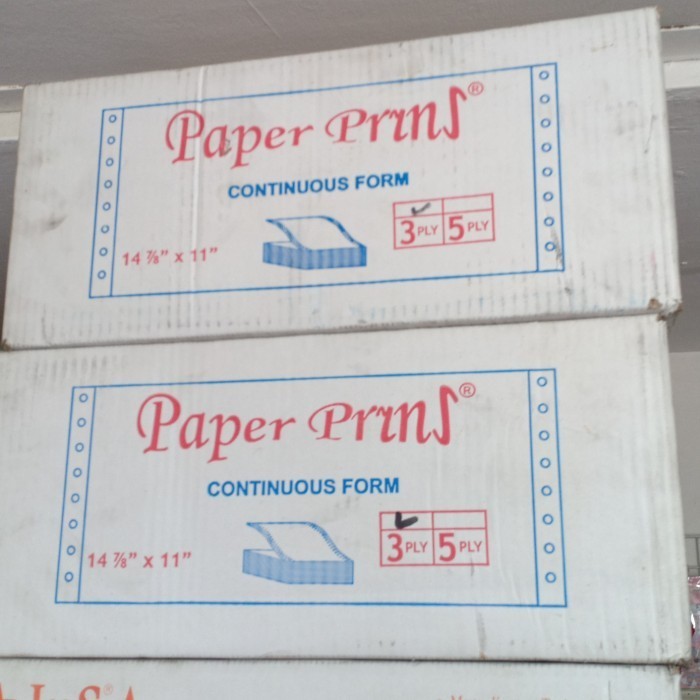 Paper Prins®
CONTINUOUS FORM
14 ⅞" x 11"
3 PLY 5 PLY
Paper Prins®
CONTINUOUS FORM
14 ⅞" x 11"
3 PLY 5 PLY